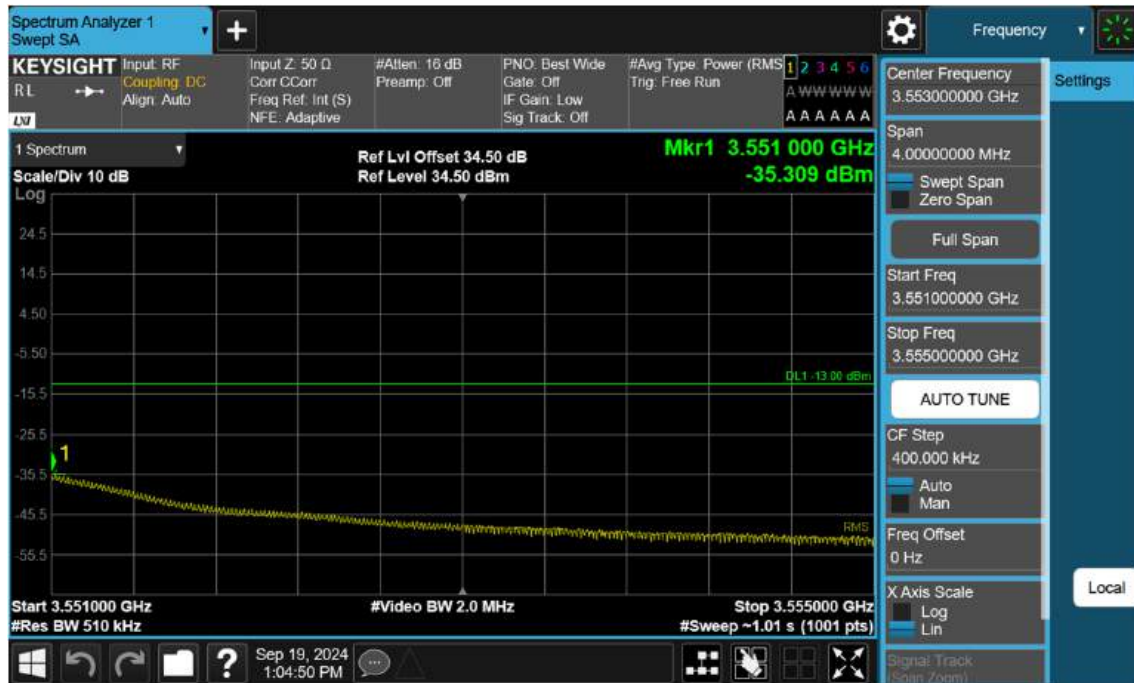 Spectrum Analyzer 1
Swept SA
Frequency
KEYSIGHT
RL
LXI
Input: RF
Coupling: DC
Align: Auto
Input Z: 50 Ω
Corr CCorr
Freq Ref: Int (S)
NFE: Adaptive
#Atten: 16 dB
Preamp: Off
PNO: Best Wide
Gate: Off
IF Gain: Low
Sig Track: Off
#Avg Type: Power (RMS
Trig: Free Run
1 2 3 4 5 6
A W W W W W
A A A A A A
1 Spectrum
Scale/Div 10 dB
Ref Lvl Offset 34.50 dB
Ref Level 34.50 dBm
Mkr1 3.551 000 GHz
-35.309 dBm
Log
24.5
14.5
4.50
-5.50
-15.5
-25.5
-35.5
-45.5
-55.5
DL1 -13.00 dBm
1
RMS
Start 3.551000 GHz
#Res BW 510 kHz
#Video BW 2.0 MHz
Stop 3.555000 GHz
#Sweep ~1.01 s (1001 pts)
Center Frequency
3.553000000 GHz
Settings
Span
4.00000000 MHz
Swept Span
Zero Span
Full Span
Start Freq
3.551000000 GHz
Stop Freq
3.555000000 GHz
AUTO TUNE
CF Step
400.000 kHz
Auto
Man
Freq Offset
0 Hz
X Axis Scale
Log
Lin
Local
Signal Track
(Span Zoom)
?
Sep 19, 2024
1:04:50 PM